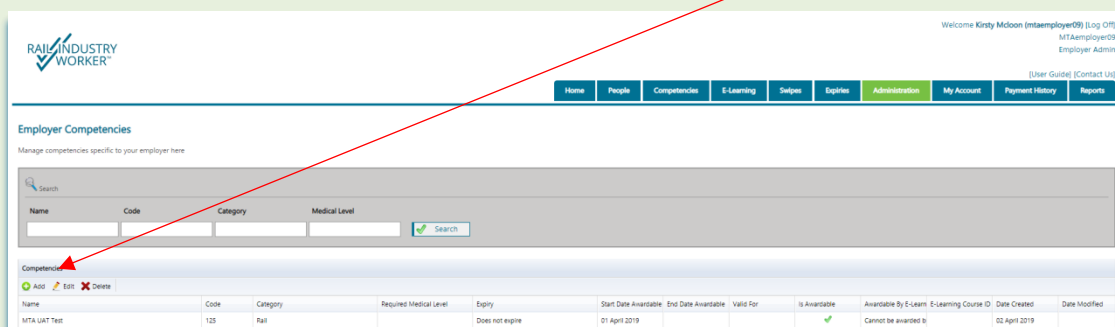 Welcome Kirsty Mcloon (mtaemployer09) [Log Off]
MTAemployer09
Employer Admin
RAIL INDUSTRY
WORKER™
[User Guide] [Contact Us]
Home People Competencies E-Learning Swipes Expiries Administration My Account Payment History Reports
Employer Competencies
Manage competencies specific to your employer here
Search
Name Code Category Medical Level
Search
Competencies
Add Edit Delete
Name Code Category Required Medical Level Expiry Start Date Awardable End Date Awardable Valid For Is Awardable Awardable By E-Learn E-Learning Course ID Date Created Date Modified
MTA UAT Test 125 Rail Does not expire 01 April 2019 Cannot be awarded b 02 April 2019